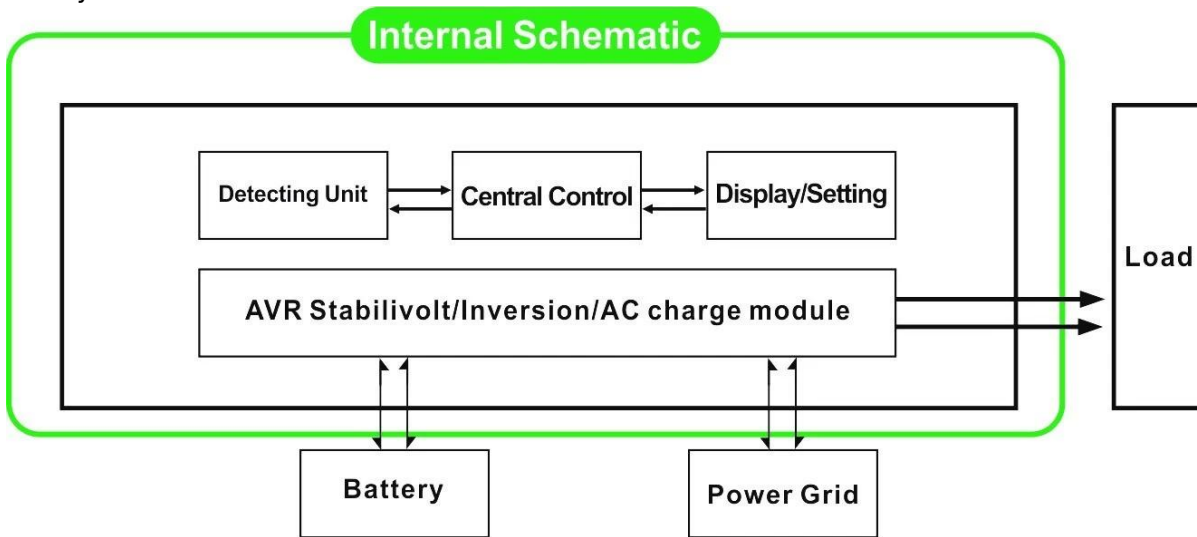 Internal Schematic
Detecting Unit
Central Control
Display/Setting
Load
AVR Stabilivolt/Inversion/AC charge module
Battery
Power Grid